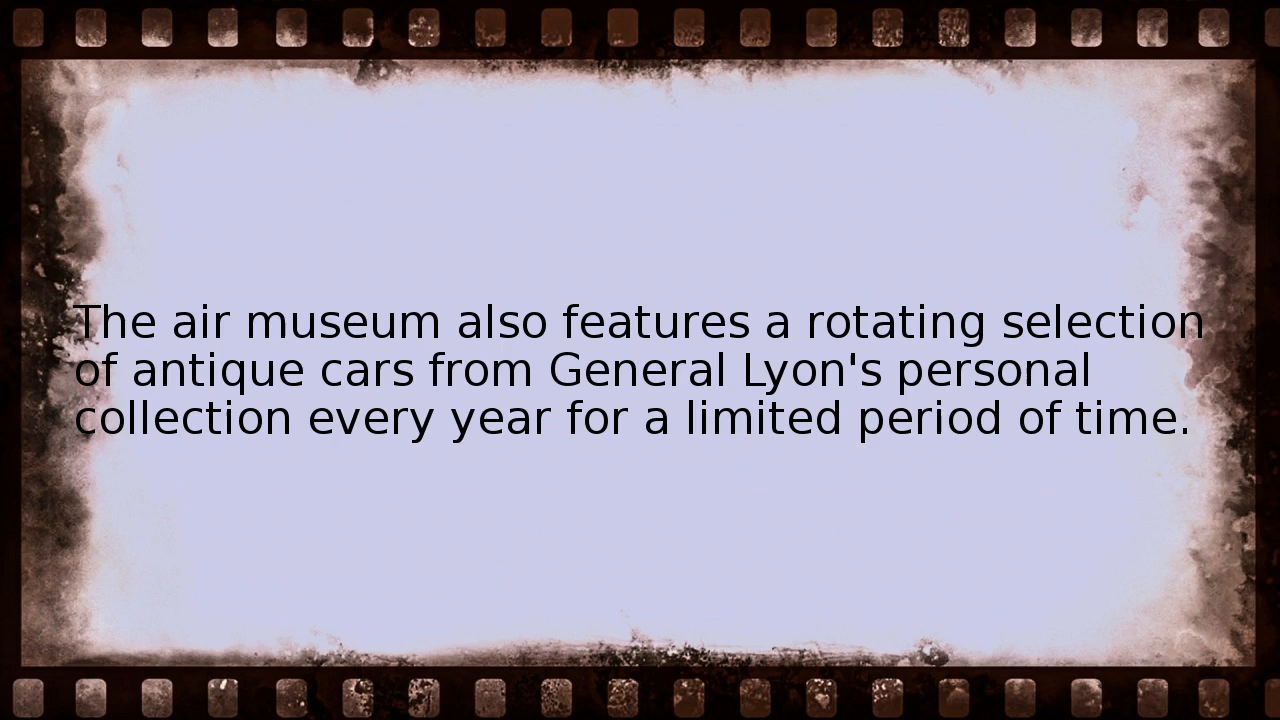 The air museum also features a rotating selection
of antique cars from General Lyon's personal
collection every year for a limited period of time.